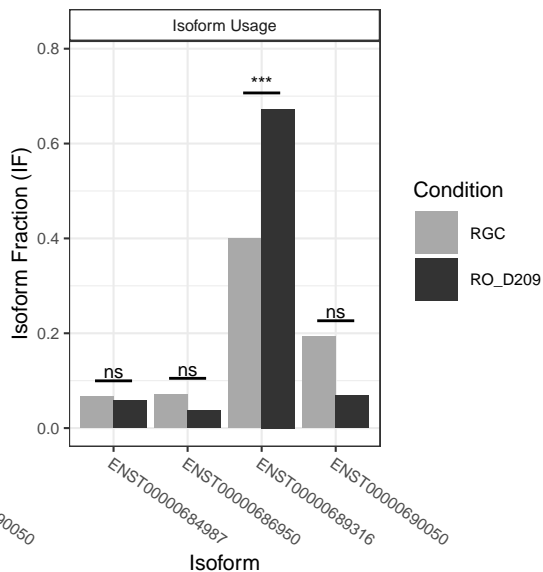 Isoform Usage
0.8
0.6
0.4
0.2
0.0
Isoform Fraction (IF)
***
ns
ns
ns
Condition
RGC
RO_D209
ENST00000684987
ENST00000686950
ENST00000689316
ENST00000690050
90050
Isoform